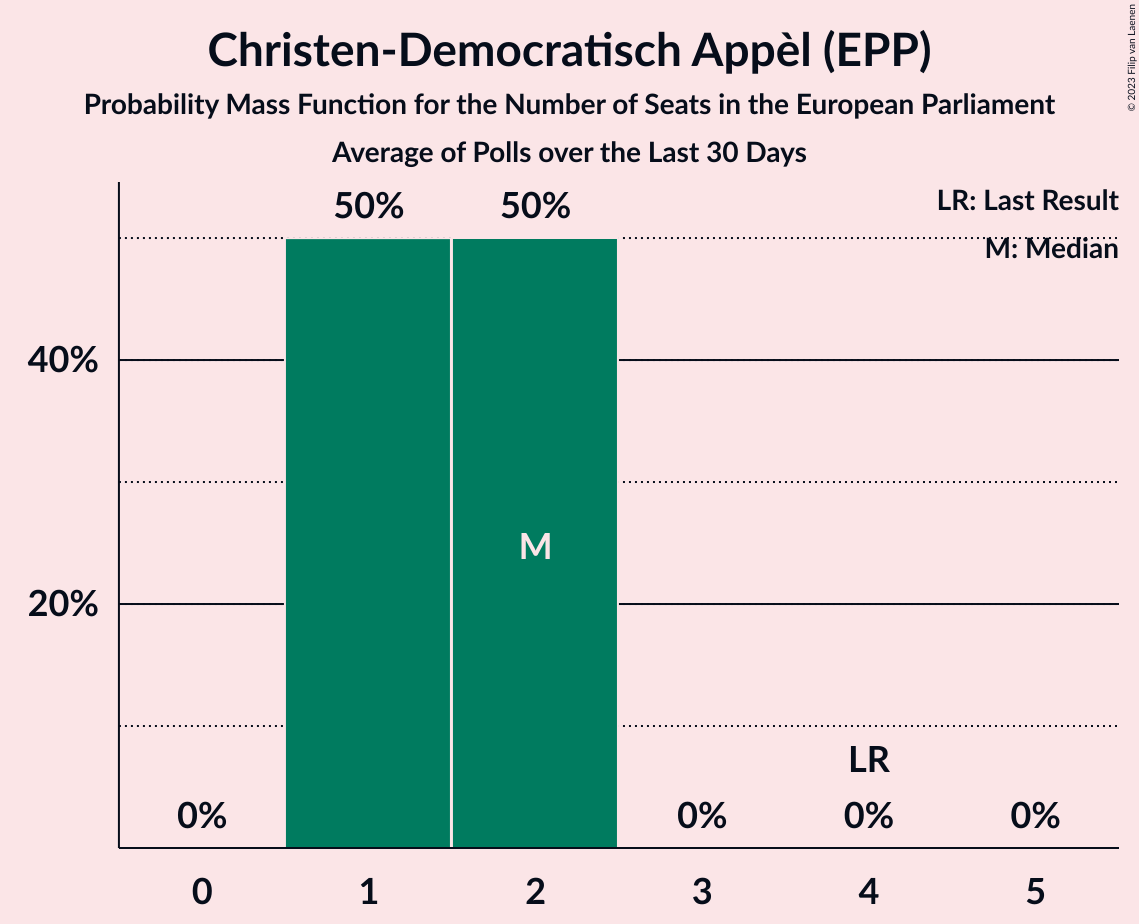 Christen-Democratisch Appèl (EPP)
Probability Mass Function for the Number of Seats in the European Parliament
Average of Polls over the Last 30 Days
© 2023 Filip van Laenen
50% 50%
LR: Last Result
M: Median
40%
M
20%
LR
0% 0% 0% 0%
0 1 2 3 4 5